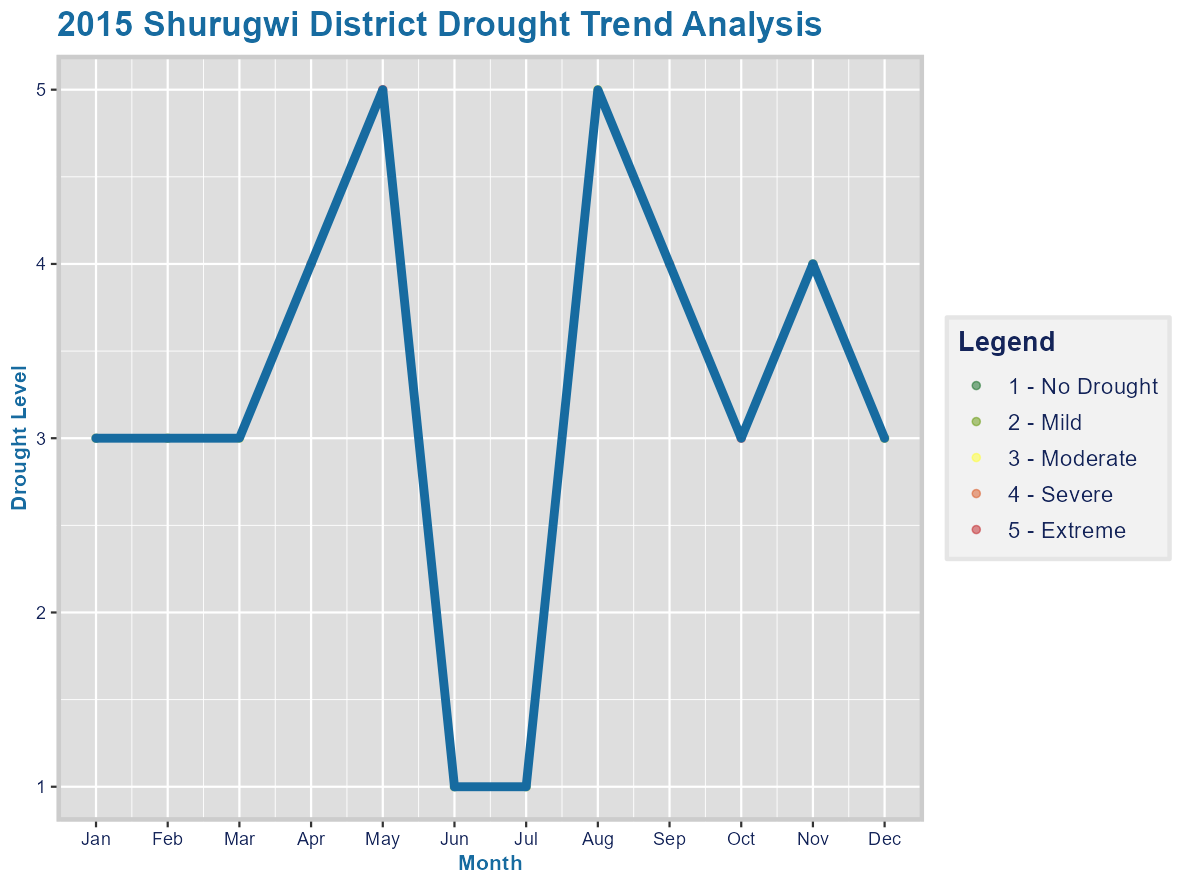 2015 Shurugwi District Drought Trend Analysis
5
4
3
2
1
Drought Level
Jan Feb Mar Apr May Jun Jul Aug Sep Oct Nov Dec
Month
Legend
1 - No Drought
2 - Mild
3 - Moderate
4 - Severe
5 - Extreme